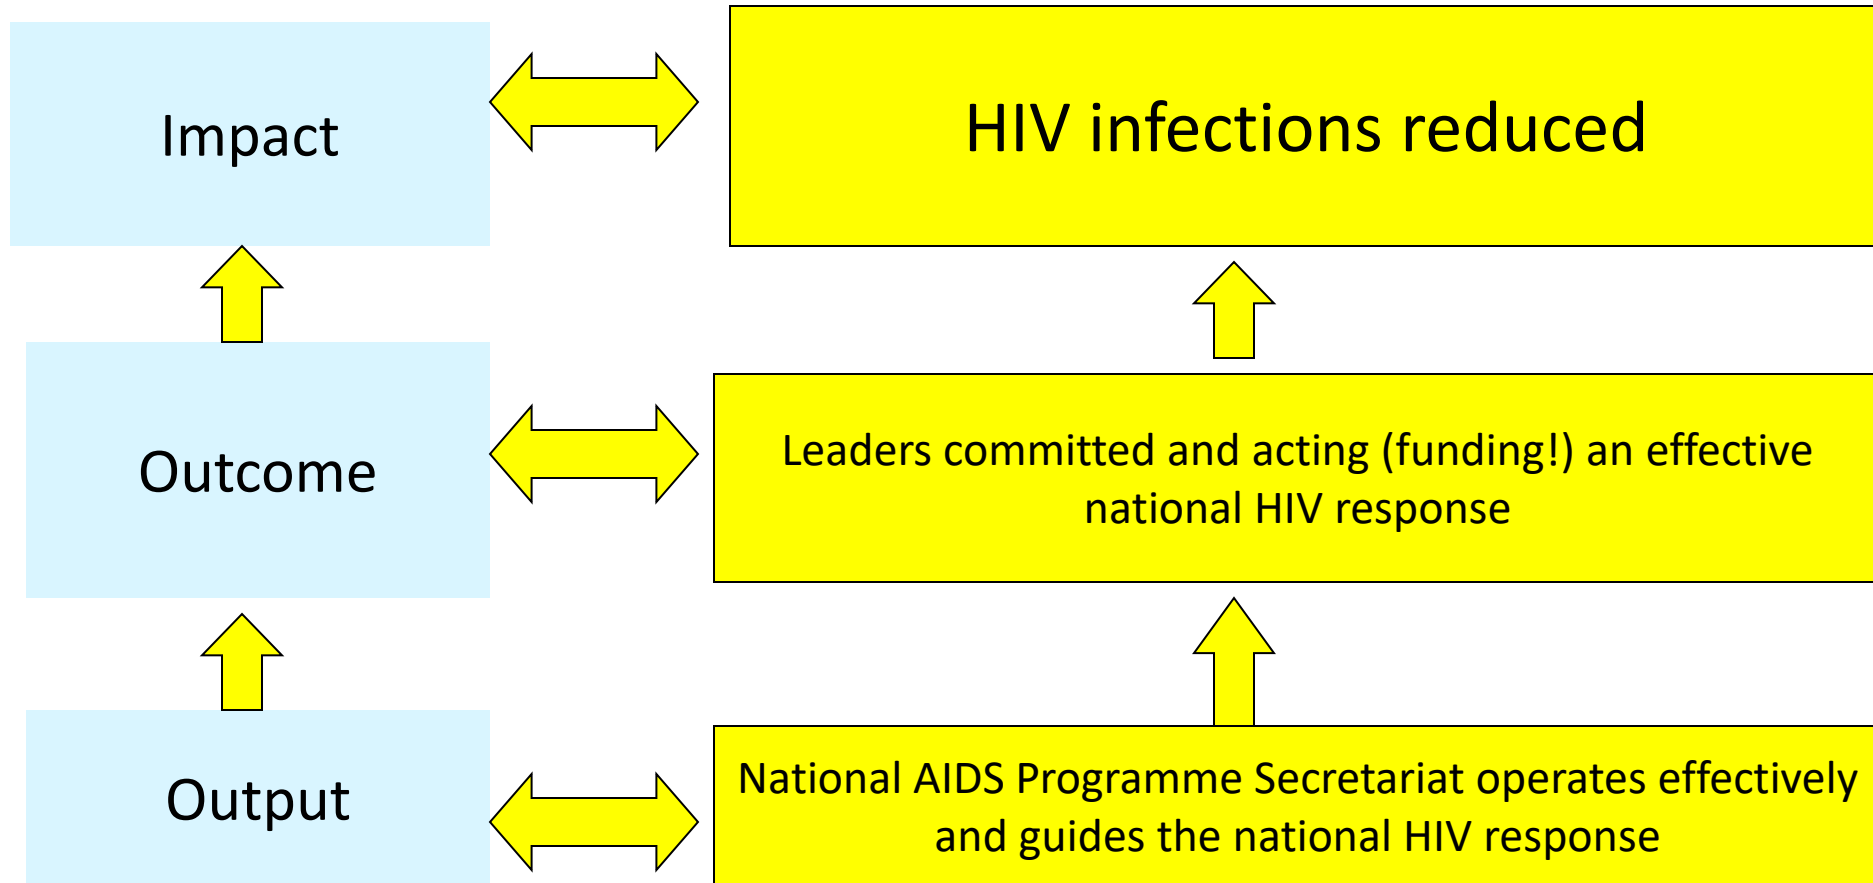 Impact
HIV infections reduced
Outcome
Leaders committed and acting (funding!) an effective
national HIV response
Output
National AIDS Programme Secretariat operates effectively
and guides the national HIV response